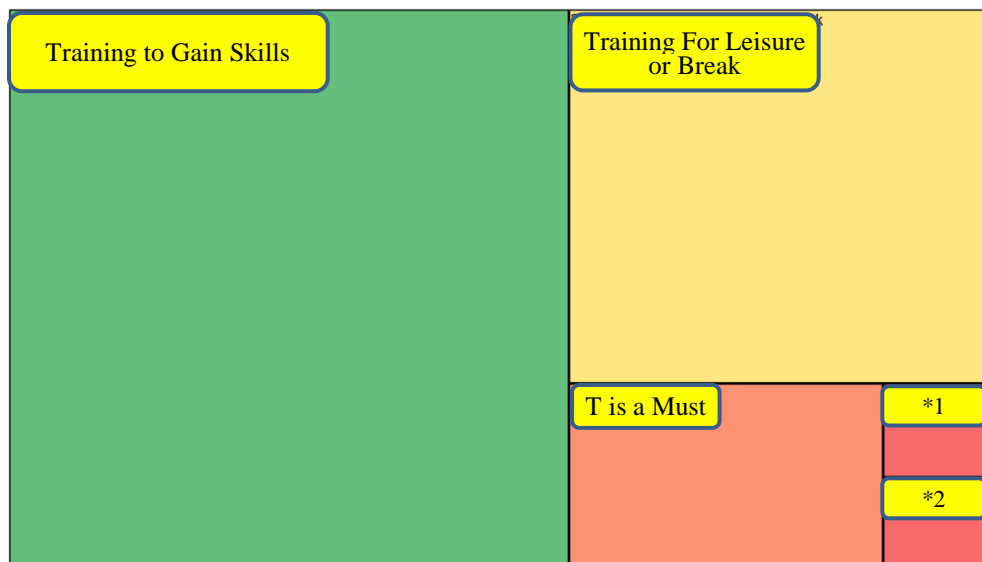 Training to Gain Skills
Training For Leisure
or Break
T is a Must
*1
*2